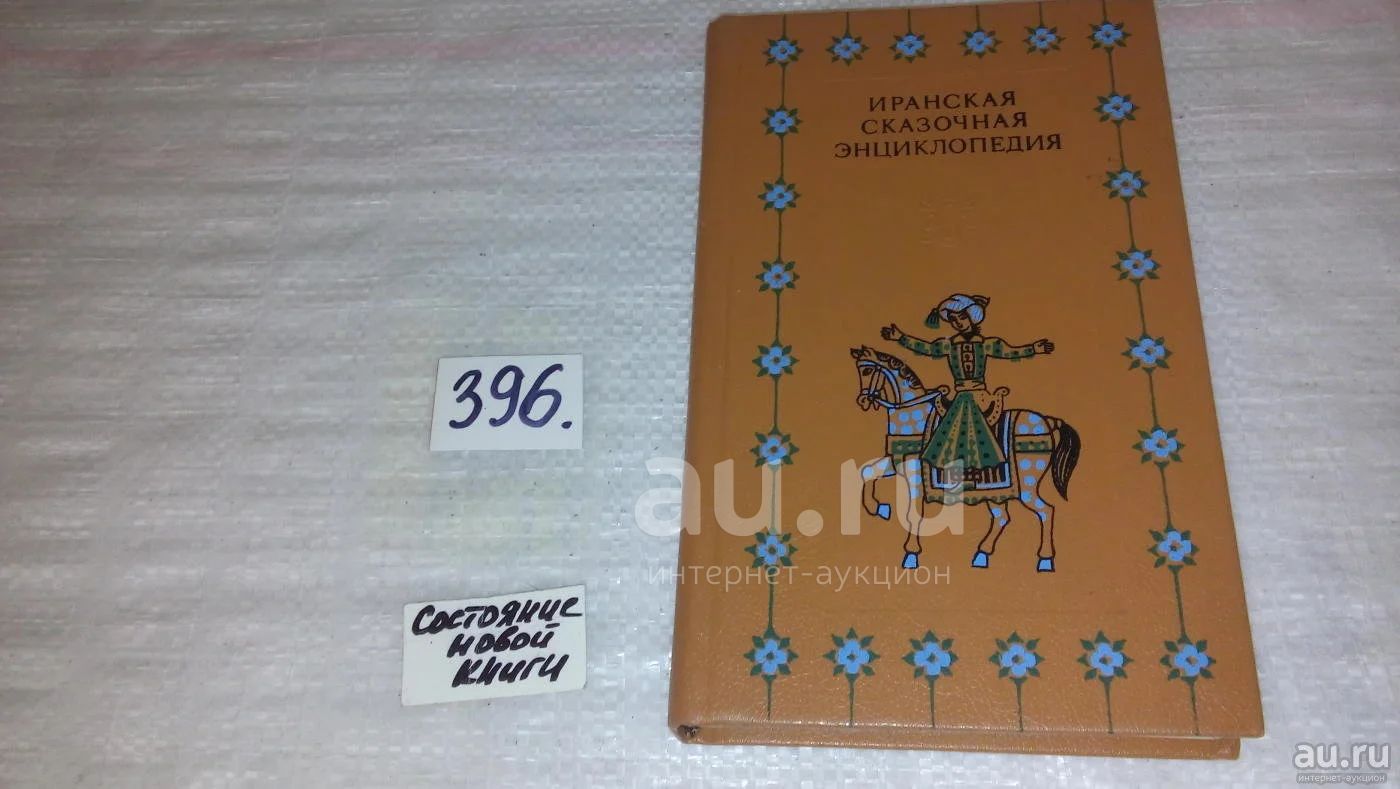 ИРАНСКАЯ
СКАЗОЧНАЯ
ЭНЦИКЛОПЕДИЯ
396.
Состояние
новой
книги
au.ru
интернет-аукцион
au.ru
интернет-аукцион